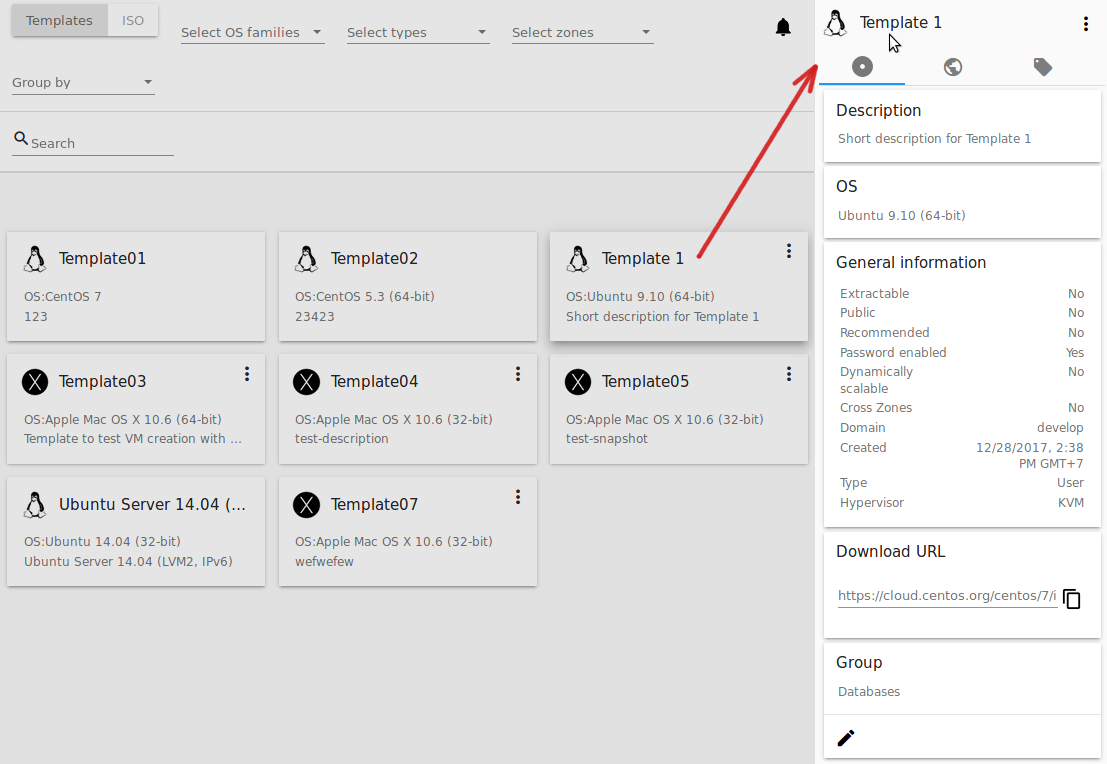 Templates ISO
Select OS families Select types Select zones
Group by
Search
Template01
OS:CentOS 7
123
Template02
OS:CentOS 5.3 (64-bit)
23423
Template 1
OS:Ubuntu 9.10 (64-bit)
Short description for Template 1
Template03
OS:Apple Mac OS X 10.6 (64-bit)
Template to test VM creation with ...
Template04
OS:Apple Mac OS X 10.6 (32-bit)
test-description
Template05
OS:Apple Mac OS X 10.6 (32-bit)
test-snapshot
Ubuntu Server 14.04 (...
OS:Ubuntu 14.04 (32-bit)
Ubuntu Server 14.04 (LVM2, IPv6)
Template07
OS:Apple Mac OS X 10.6 (32-bit)
wefwefew
Template 1
Description
Short description for Template 1
OS
Ubuntu 9.10 (64-bit)
General information
Extractable No
Public No
Recommended No
Password enabled Yes
Dynamically No
scalable
Cross Zones No
Domain develop
Created 12/28/2017, 2:38
PM GMT+7
Type User
Hypervisor KVM
Download URL
https://cloud.centos.org/centos/7/i
Group
Databases